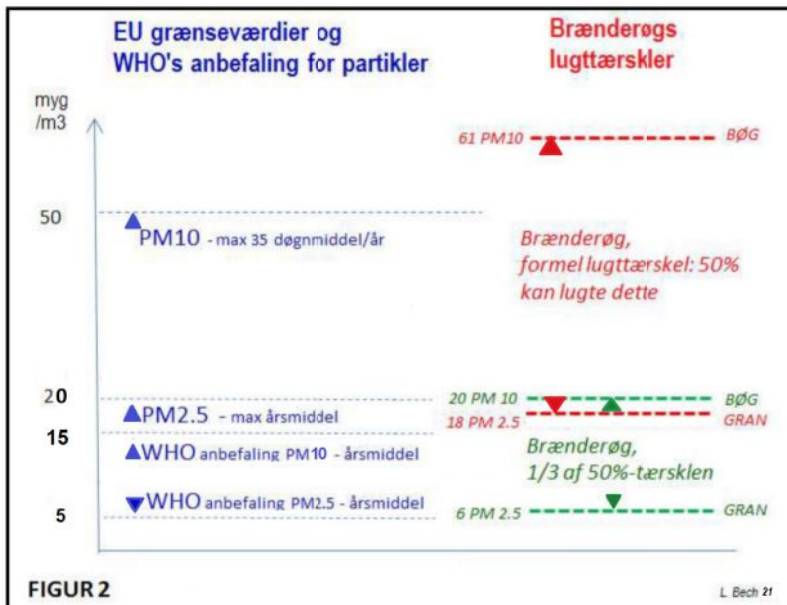 EU grænseværdier og
WHO's anbefaling for partikler
Brænderøgs
lugttærskler
myg
/m3
61 PM10
BØG
50
PM10 - max 35 døgnmiddel/år
Brænderøg,
formel lugttærskel: 50%
kan lugte dette
20
20 PM 10
BØG
PM2.5 - max årsmiddel
18 PM 2.5
GRAN
15
WHO anbefaling PM10 - årsmiddel
Brænderøg,
1/3 af 50%-tærsklen
WHO anbefaling PM2.5 - årsmiddel
5
6 PM 2.5
GRAN
FIGUR 2
L. Bech 21